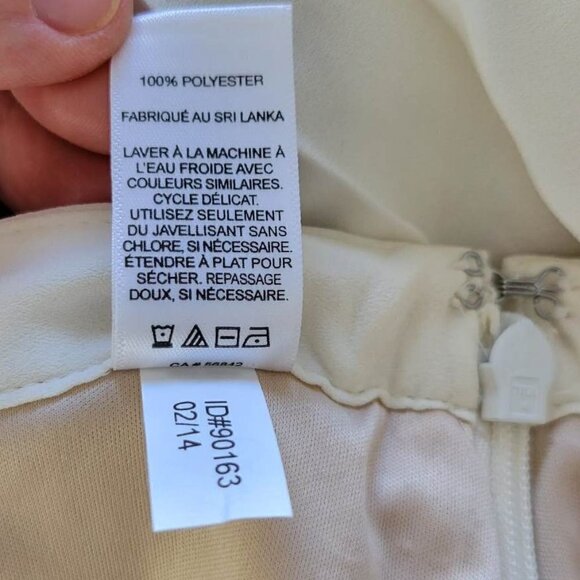 100% POLYESTER
FABRIQUÉ AU SRI LANKA
LAVER À LA MACHINE À
L'EAU FROIDE AVEC
COULEURS SIMILAIRES.
CYCLE DÉLICAT.
UTILISEZ SEULEMENT
DU JAVELLISANT SANS
CHLORE, SI NÉCESSAIRE.
ÉTENDRE À PLAT POUR
SÉCHER. REPASSAGE
DOUX, SI NÉCESSAIRE.
IID#90163
02/14